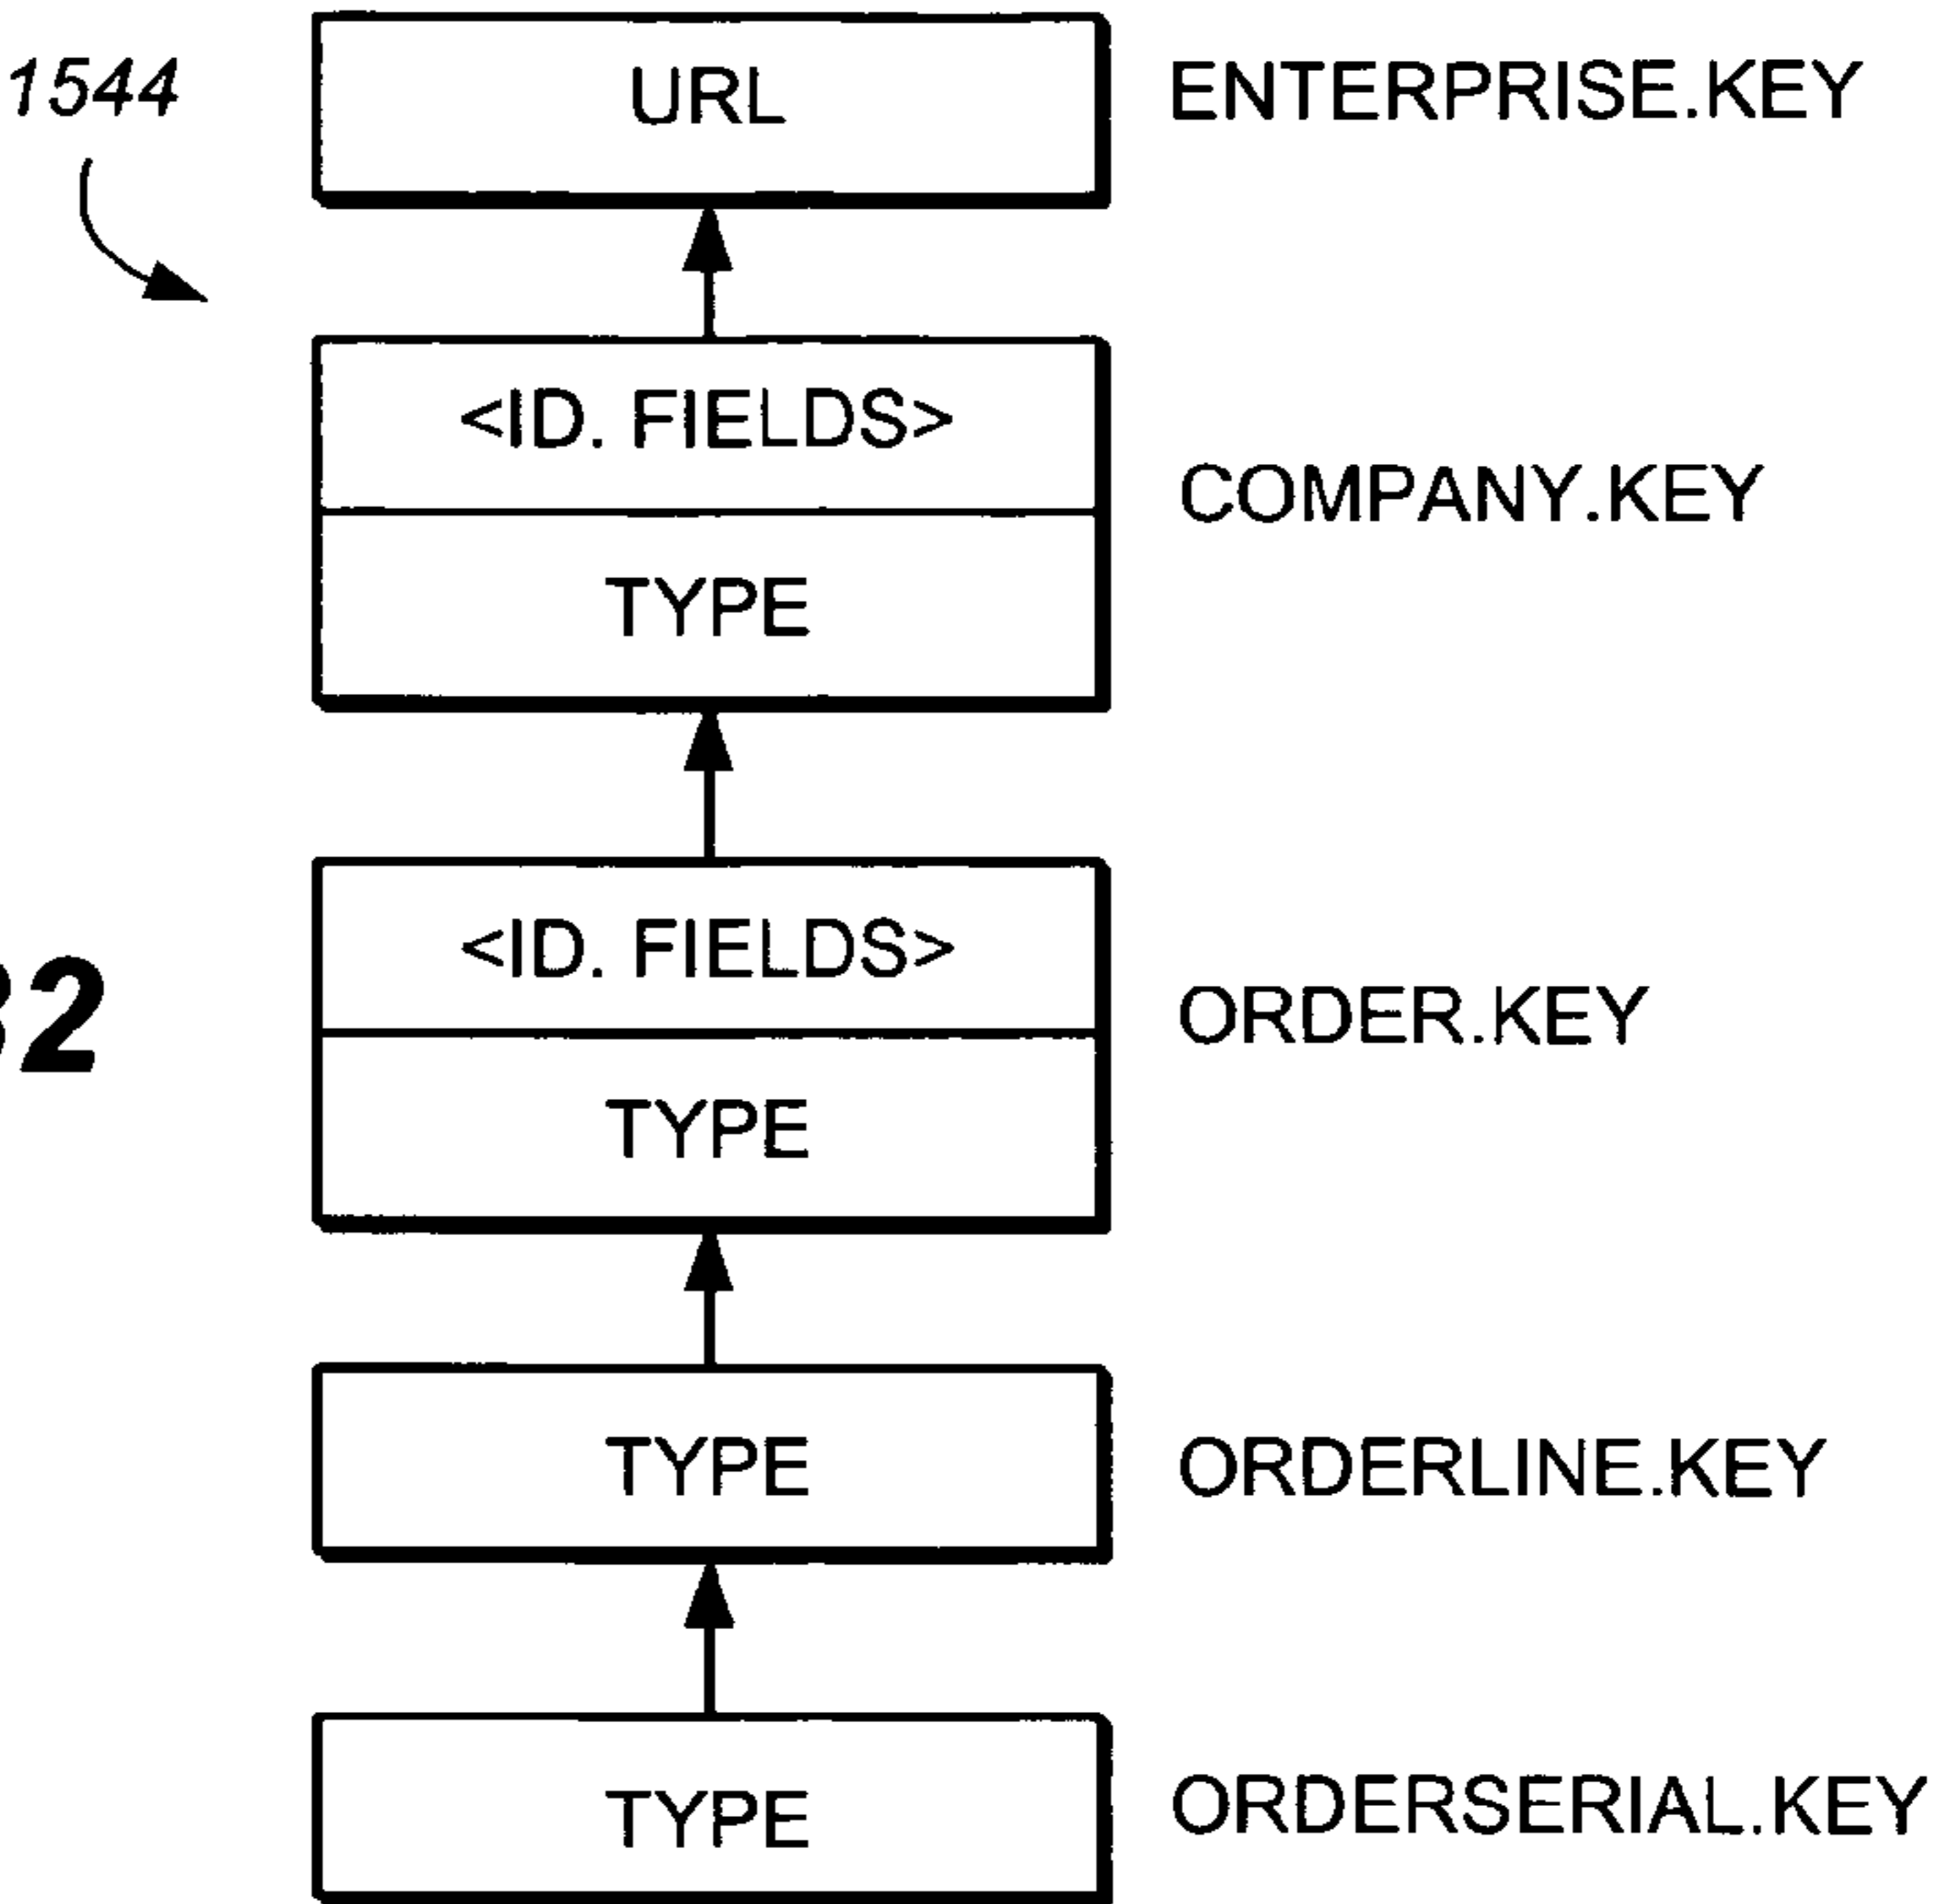 1544
URL ENTERPRISE.KEY
<ID. FIELDS>
COMPANY.KEY
TYPE
<ID. FIELDS>
ORDER.KEY
TYPE
TYPE ORDERLINE.KEY
TYPE ORDERSERIAL.KEY